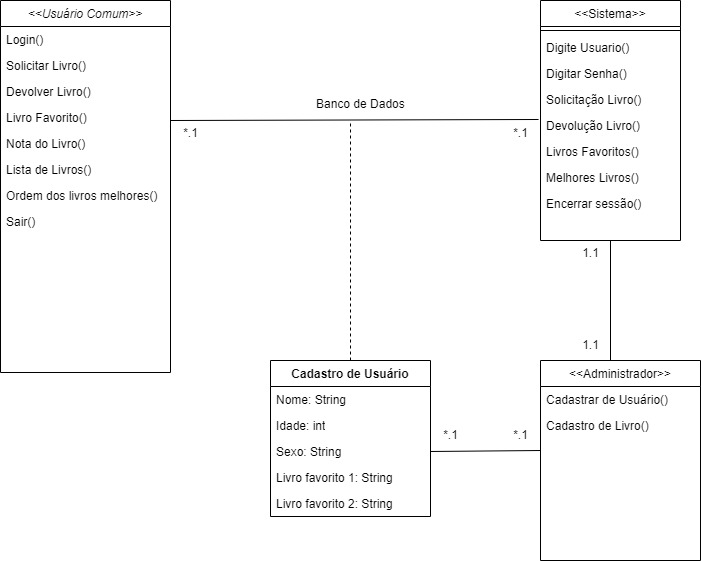 <<Usuário Comum>>
Login()
Solicitar Livro()
Devolver Livro()
Livro Favorito()
Nota do Livro()
Lista de Livros()
Ordem dos livros melhores()
Sair()
Banco de Dados
*.1
*.1
<<Sistema>>
Digite Usuario()
Digitar Senha()
Solicitação Livro()
Devolução Livro()
Livros Favoritos()
Melhores Livros()
Encerrar sessão()
1.1
1.1
Cadastro de Usuário
Nome: String
Idade: int
Sexo: String
Livro favorito 1: String
Livro favorito 2: String
*.1
*.1
<<Administrador>>
Cadastrar de Usuário()
Cadastro de Livro()